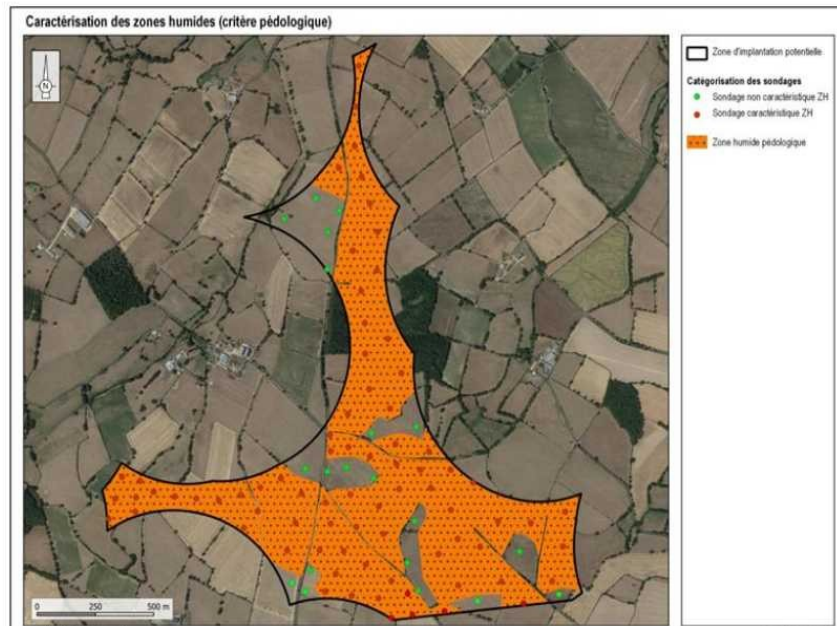 Caractérisation des zones humides (critère pédologique)
N
Zone d'implantation potentielle
Catégorisation des sondages
Sondage non caractéristique ZH
Sondage caractéristique ZH
Zone humide pédologique
0 250 500 m